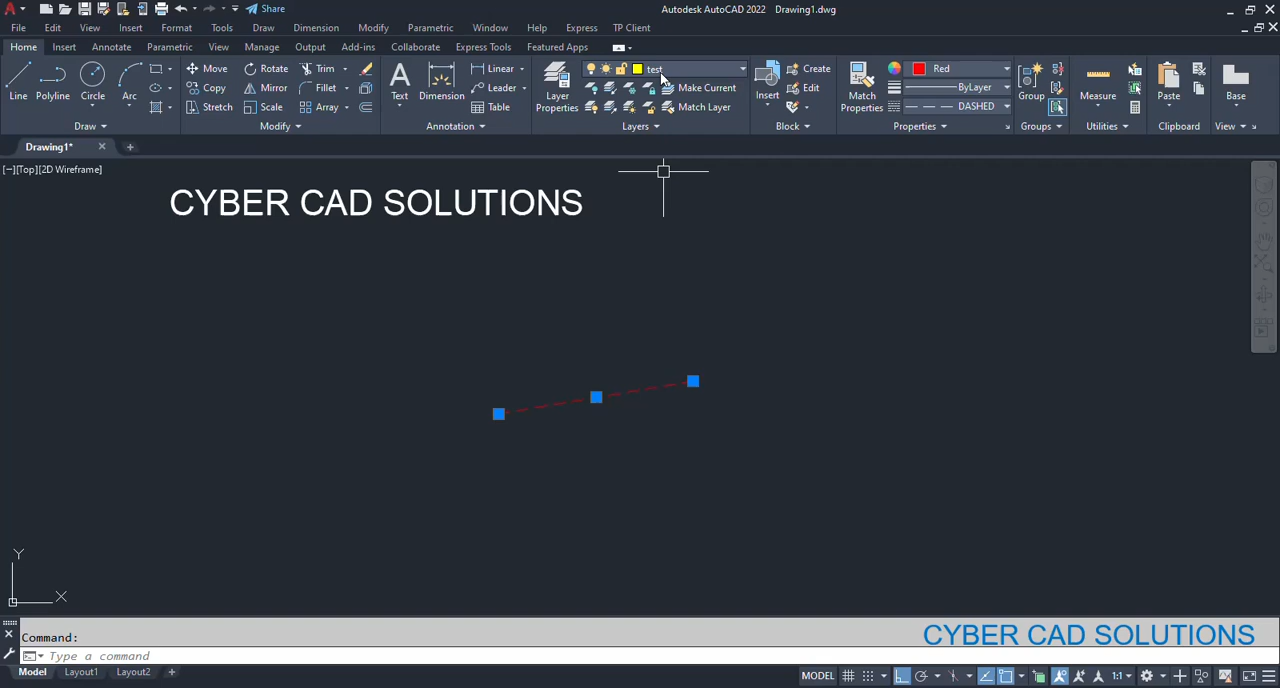 Share
Autodesk AutoCAD 2022 Drawing1.dwg
File Edit View Insert Format Tools Draw Dimension Modify Parametric Window Help Express TP Client
Home Insert Annotate Parametric View Manage Output Add-ins Collaborate Express Tools Featured Apps
Line Polyline Circle Arc
Move Rotate Trim
Copy Mirror Fillet
Stretch Scale Array
Text Dimension
Linear
Leader
Table
Layer Properties
test
Make Current
Match Layer
Insert
Create
Edit
Match Properties
Red
ByLayer
DASHED
Group
Measure
Paste
Base
Draw Modify Annotation Layers Block Properties Groups Utilities Clipboard View
Drawing1*
[−][Top][2D Wireframe]
CYBER CAD SOLUTIONS
Y
X
Command:
CYBER CAD SOLUTIONS
Type a command
Model Layout1 Layout2
MODEL
1:1